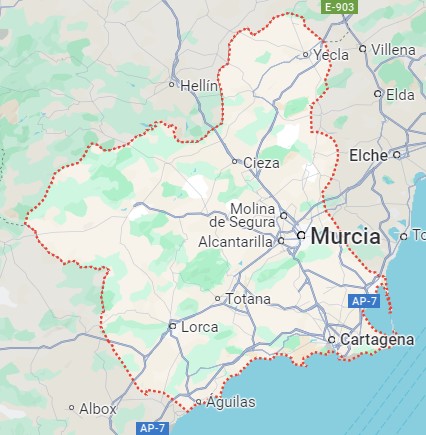 E-903
Yecla
Villena
Hellín
Elda
Cieza
Elche
Molina
de Segura
Alcantarilla
Murcia
To
Totana
AP-7
Lorca
Cartagena
Albox
Águilas
AP-7